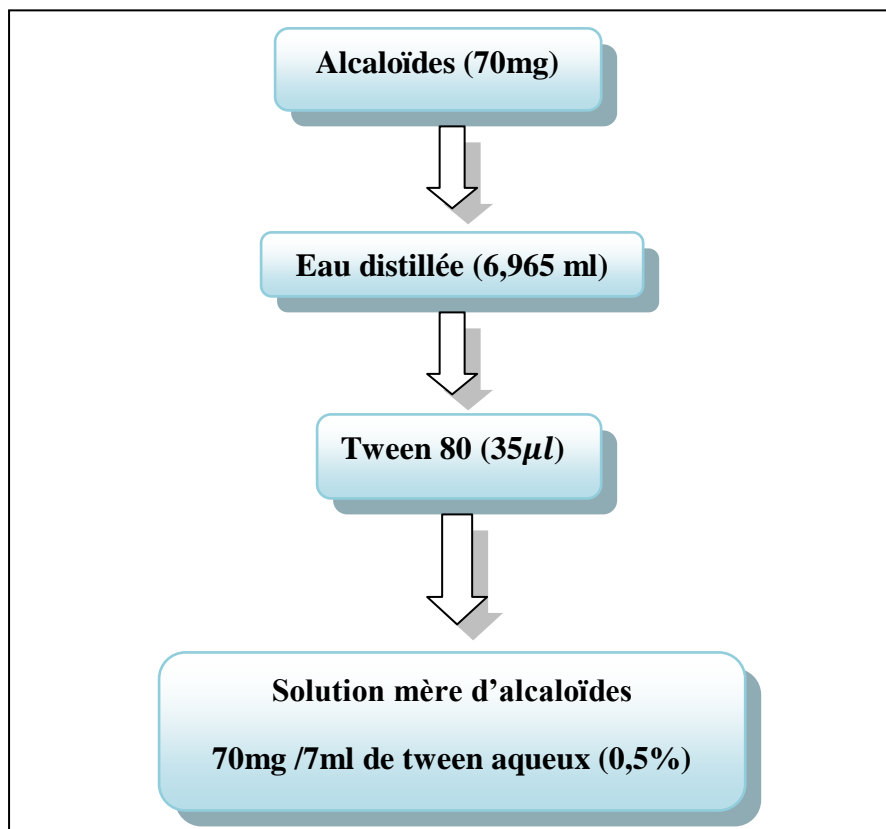 Alcaloïdes (70mg)
Eau distillée (6,965 ml)
Tween 80 (35µl)
Solution mère d’alcaloïdes
70mg /7ml de tween aqueux (0,5%)